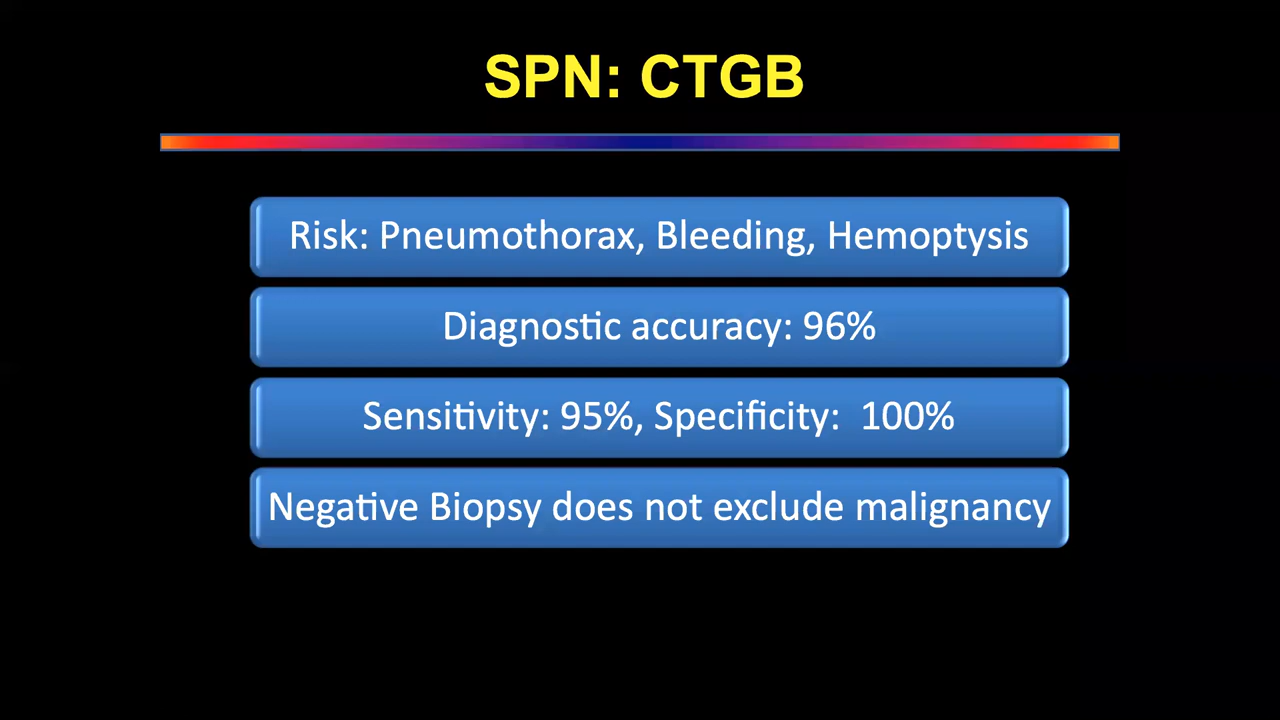 SPN: CTGB
Risk: Pneumothorax, Bleeding, Hemoptysis
Diagnostic accuracy: 96%
Sensitivity: 95%, Specificity:  100%
Negative Biopsy does not exclude malignancy